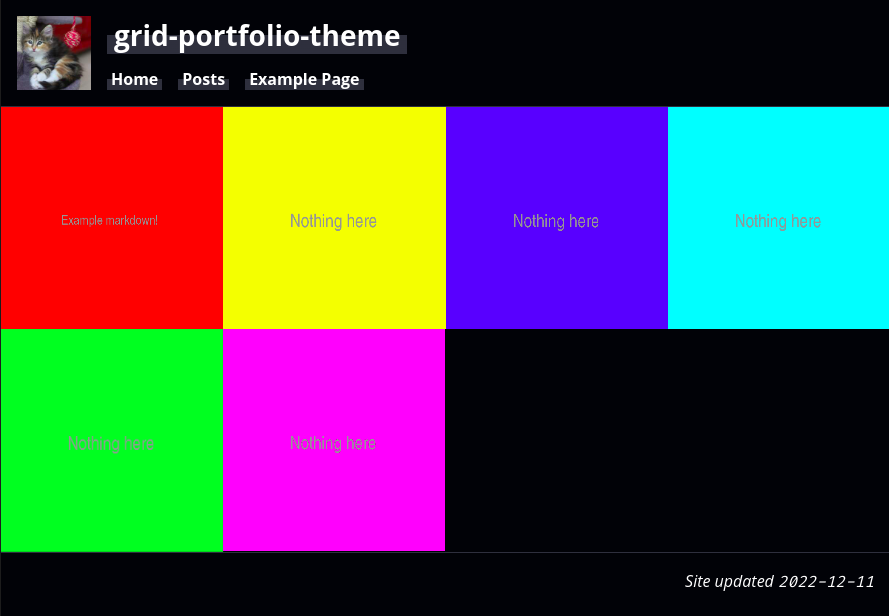 grid-portfolio-theme
Home Posts Example Page
Example markdown! Nothing here Nothing here Nothing here
Nothing here Nothing here
Site updated 2022-12-11